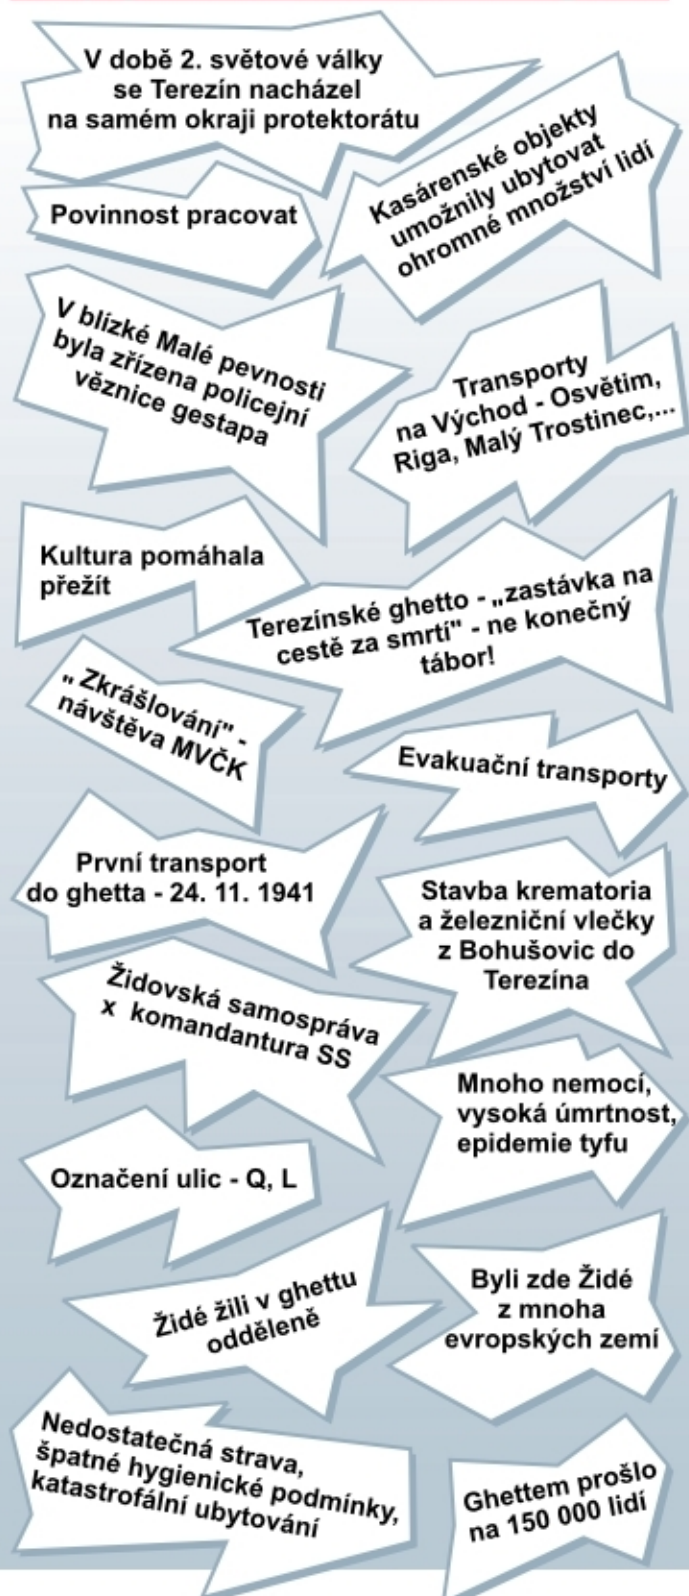 V době 2. světové války
se Terezín nacházel
na samém okraji protektorátu
Kasárenské objekty
umožnily ubytovat
ohromné množství lidí
Povinnost pracovat
V blízké Malé pevnosti
byla zřízena policejní
věznice gestapa
Transporty
na Východ - Osvětim,
Riga, Malý Trostinec,...
Kultura pomáhala
přežít
Terezínské ghetto - „zastávka na
cestě za smrtí" - ne konečný
tábor!
„ Zkrášlování" -
návštěva MVČK
Evakuační transporty
První transport
do ghetta - 24. 11. 1941
Stavba krematoria
a železniční vlečky
z Bohušovic do
Terezína
Židovská samospráva
x komandantura SS
Mnoho nemocí,
vysoká úmrtnost,
epidemie tyfu
Označení ulic - Q, L
Židé žili v ghettu
odděleně
Byli zde Židé
z mnoha
evropských zemí
Nedostatečná strava,
špatné hygienické podmínky,
katastrofální ubytování
Ghettem prošlo
na 150 000 lidí